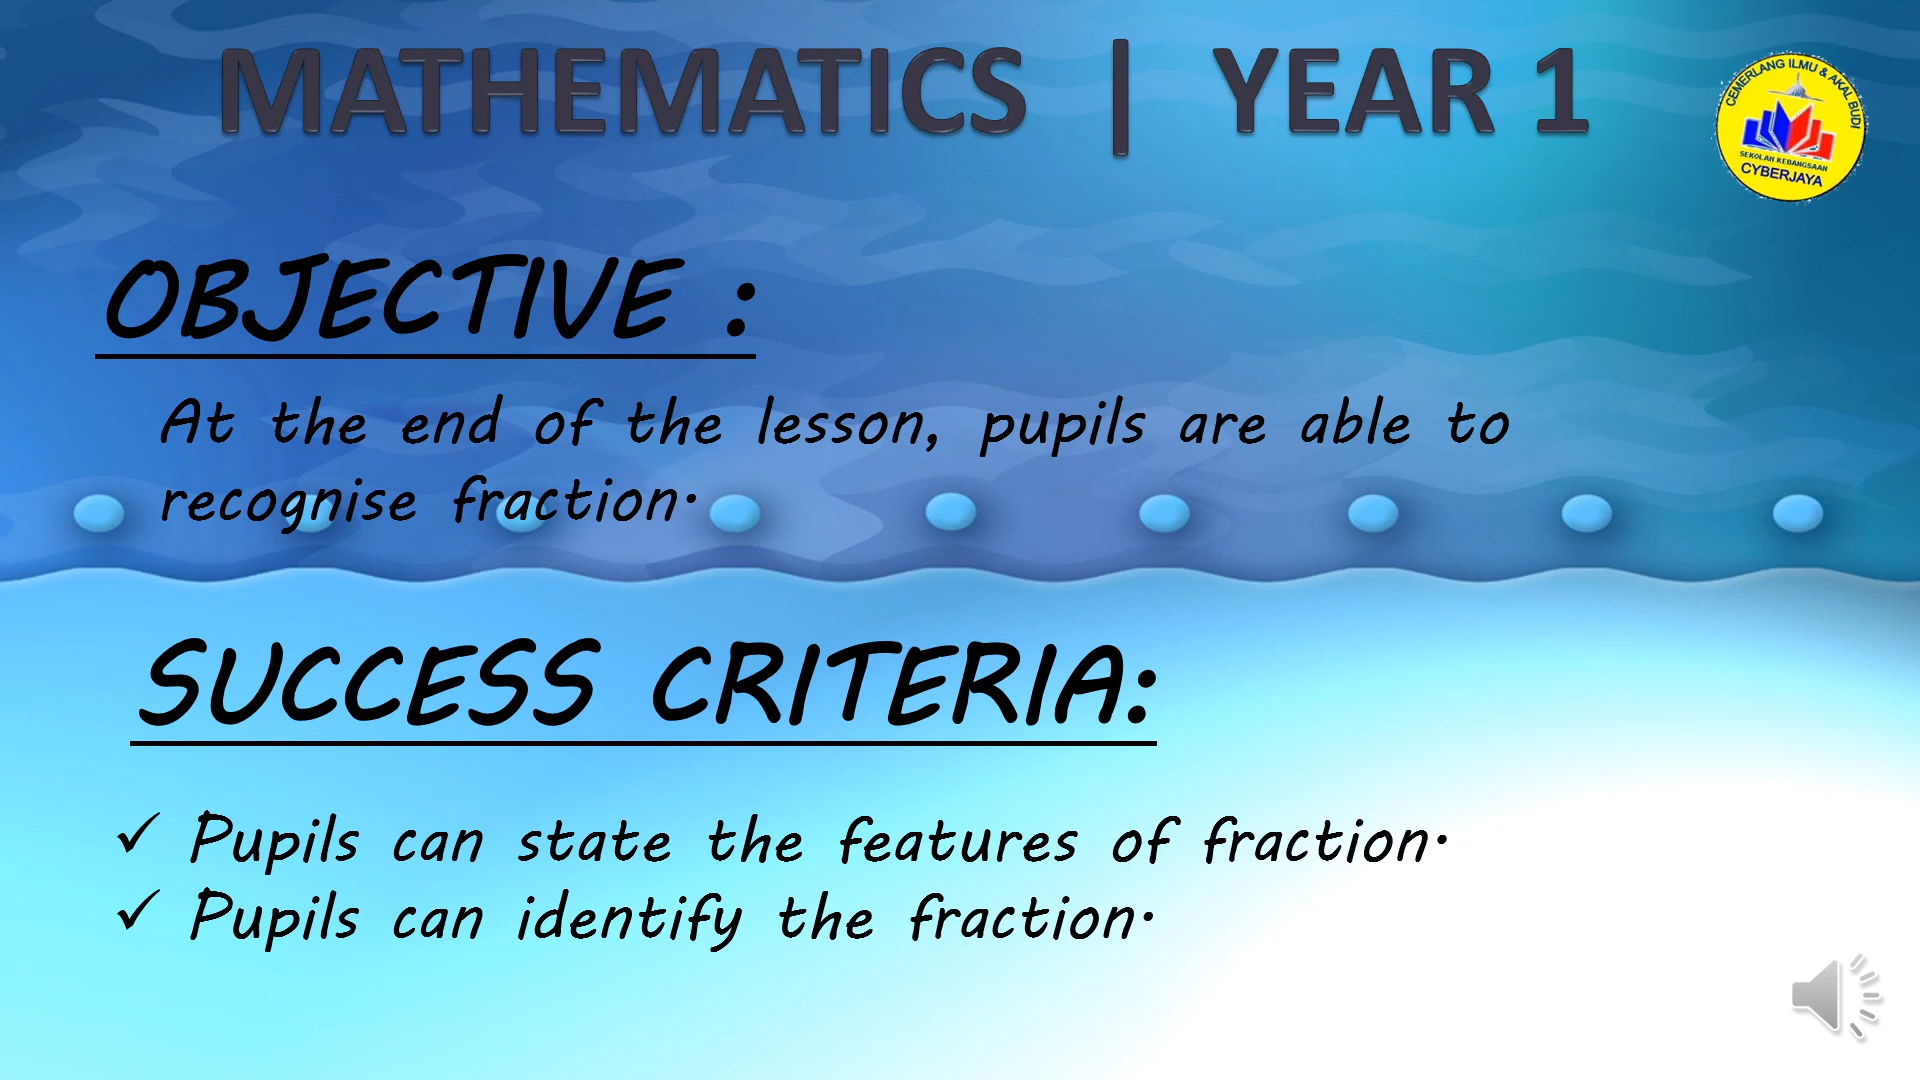 MATHEMATICS | YEAR 1
CEMERLANG ILMU & AKAL BUDI
SEKOLAH KEBANGSAAN
CYBERJAYA
OBJECTIVE :
At the end of the lesson, pupils are able to
recognise fraction.
SUCCESS CRITERIA:
✓ Pupils can state the features of fraction.
✓ Pupils can identify the fraction.